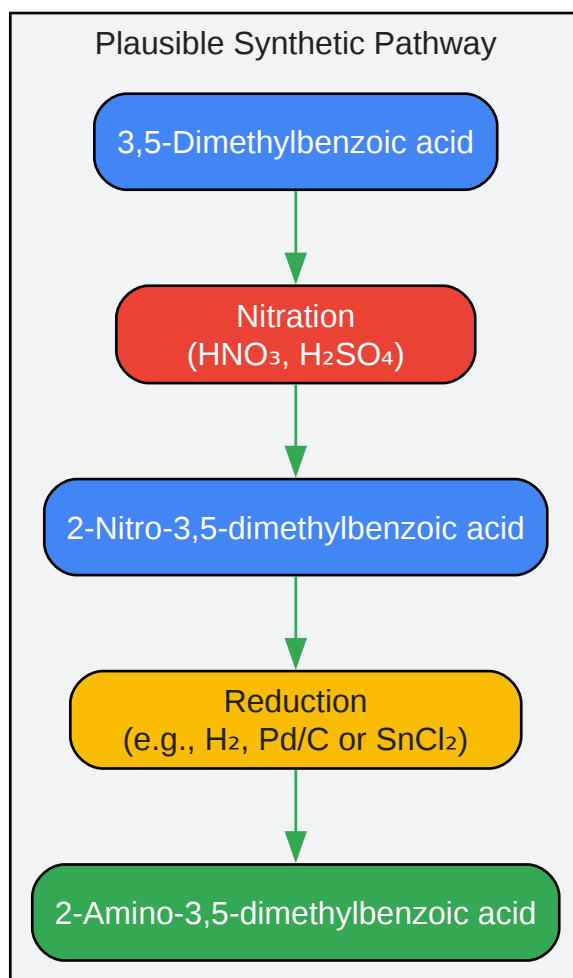 Plausible Synthetic Pathway
3,5-Dimethylbenzoic acid
Nitration
(HNO₃, H₂SO₄)
2-Nitro-3,5-dimethylbenzoic acid
Reduction
(e.g., H₂, Pd/C or SnCl₂)
2-Amino-3,5-dimethylbenzoic acid